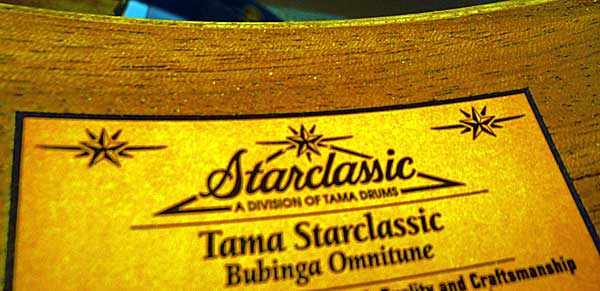 Starclassic
A DIVISION OF TAMA DRUMS
Tama Starclassic
Bubinga Omnitune
Quality and Craftsmanship